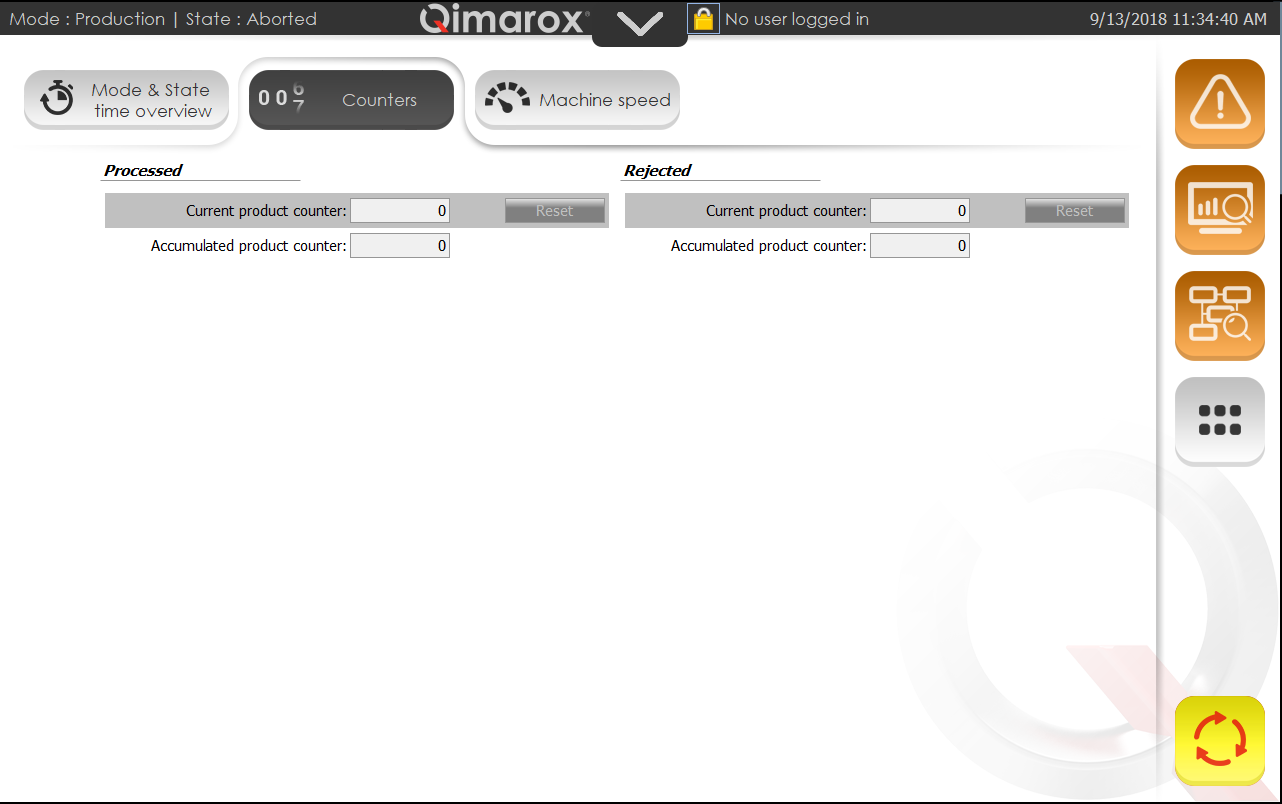 Mode : Production | State : Aborted
Qimarox®
No user logged in
9/13/2018 11:34:40 AM
Mode & State
time overview
0 0 6
7
Counters
Machine speed
Processed
Rejected
Current product counter: 0 Reset
Current product counter: 0 Reset
Accumulated product counter: 0
Accumulated product counter: 0